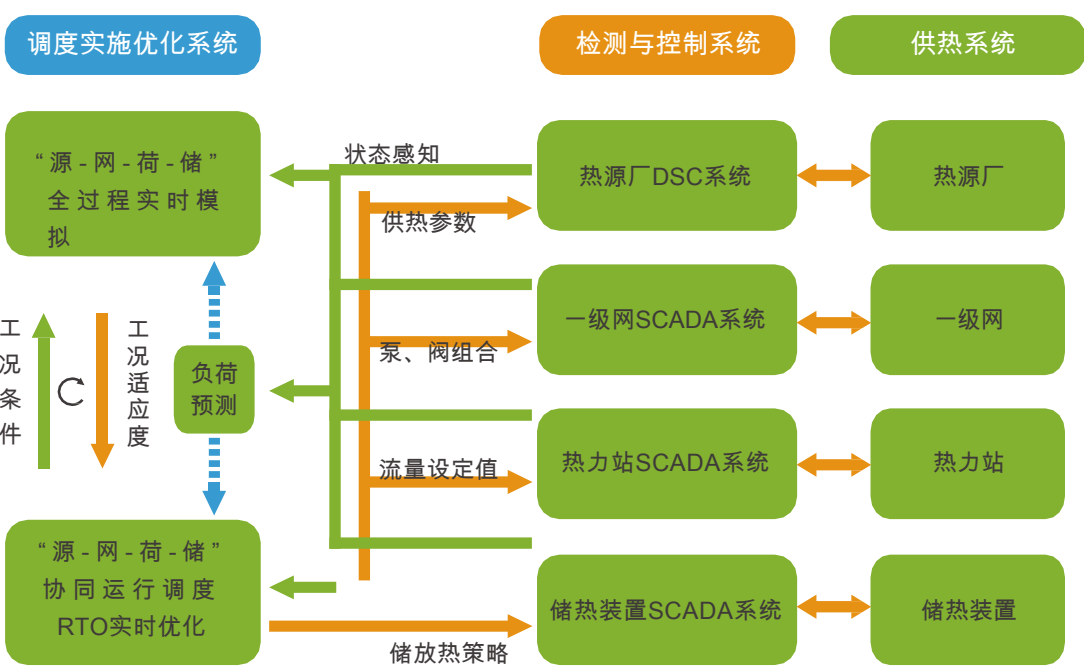 调度实施优化系统
检测与控制系统
供热系统
“源-网-荷-储”
全过程实时模
拟
状态感知
热源厂DSC系统
热源厂
供热参数
工况条件
工况适应度
负荷
预测
一级网SCADA系统
一级网
泵、阀组合
热力站SCADA系统
热力站
流量设定值
“源-网-荷-储”
协同运行调度
RTO实时优化
储热装置SCADA系统
储热装置
储放热策略